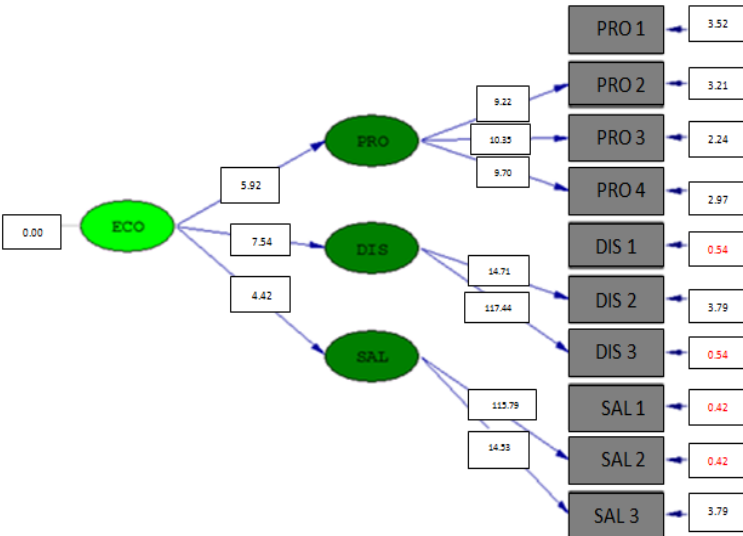 PRO 1
3.52
PRO 2
3.21
9.22
PRO 3
2.24
PRO
10.35
9.70
PRO 4
2.97
5.92
0.00
ECO
7.54
DIS
DIS 1
0.54
14.71
DIS 2
3.79
4.42
117.44
DIS 3
0.54
SAL
SAL 1
0.42
115.79
14.53
SAL 2
0.42
SAL 3
3.79